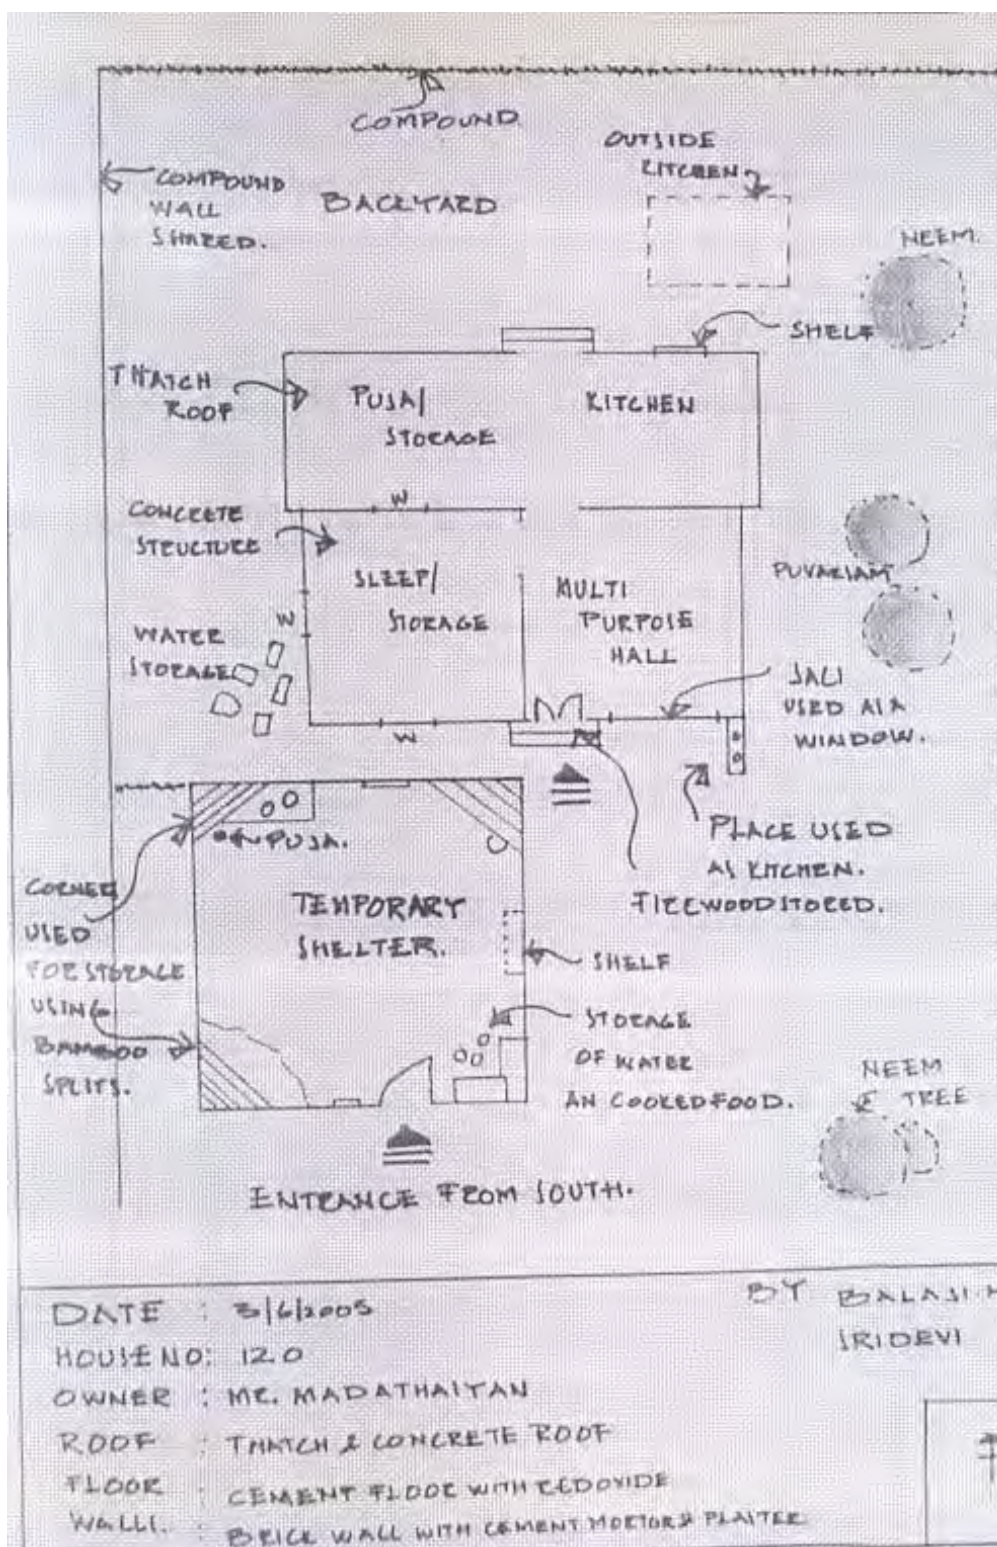 COMPOUND
OUTSIDE
KITCHEN
COMPOUND
WALL
SHARED.
BACKYARD
NEEM
SHELF
THATCH
ROOF
PUJA/
STORAGE
KITCHEN
W
CONCRETE
STRUCTURE
SLEEP/
STORAGE
MULTI
PURPOSE
HALL
PUVARIAM
WATER
STORAGE
W
JALI
USED AS A
WINDOW.
W
PLACE USED
AS KITCHEN.
FIREWOOD STORED.
PUJA.
CORNER
USED
FOR STORAGE
USING
BAMBOO
SPLITS.
TEMPORARY
SHELTER.
SHELF
STORAGE
OF WATER
AN COOKED FOOD.
NEEM
TREE
ENTRANCE FROM SOUTH.
DATE : 3/6/2005
HOUSE NO: 120
OWNER : MR. MADATHAITAN
ROOF : THATCH & CONCRETE ROOF
FLOOR : CEMENT FLOOR WITH REDOXIDE
WALLS : BRICK WALL WITH CEMENT MORTOR & PLASTER
BY BALAJI.
SRIDEVI